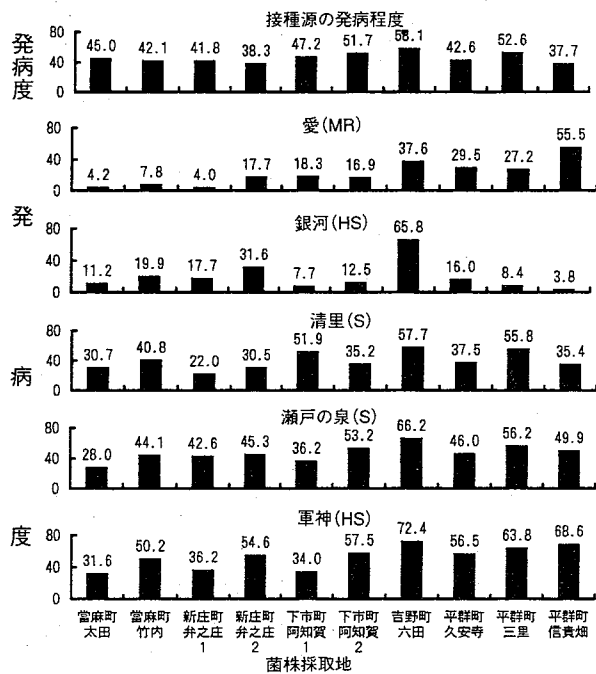 接種源の発病程度
発病度
80
40
0
45.0 42.1 41.8 38.3 47.2 51.7 58.1 42.6 52.6 37.7
愛(MR)
80
40
0
4.2 7.8 4.0 17.7 18.3 16.9 37.6 29.5 27.2 55.5
発
銀河(HS)
80
40
0
11.2 19.9 17.7 31.6 7.7 12.5 65.8 16.0 8.4 3.8
清里(S)
80
40
0
30.7 40.8 22.0 30.5 51.9 35.2 57.7 37.5 55.8 35.4
病
瀬戸の泉(S)
80
40
0
28.0 44.1 42.6 45.3 36.2 53.2 66.2 46.0 56.2 49.9
軍神(HS)
度
80
40
0
31.6 50.2 36.2 54.6 34.0 57.5 72.4 56.5 63.8 68.6
當麻町 當麻町 新庄町 新庄町 下市町 下市町 吉野町 平群町 平群町 平群町
太田 竹内 弁之庄 弁之庄 阿知賀 阿知賀 六田 久安寺 三里 信貴畑
1 2 1 2
菌株採取地